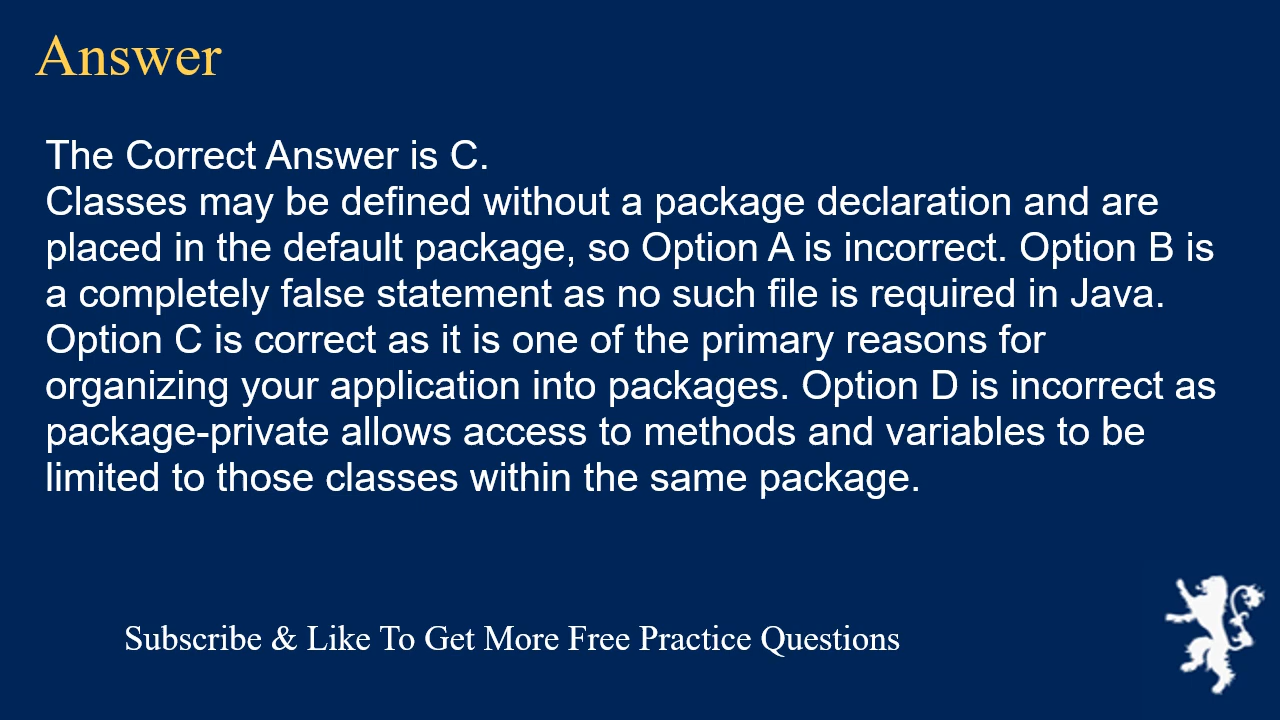 Answer
The Correct Answer is C.
Classes may be defined without a package declaration and are
placed in the default package, so Option A is incorrect. Option B is
a completely false statement as no such file is required in Java.
Option C is correct as it is one of the primary reasons for
organizing your application into packages. Option D is incorrect as
package-private allows access to methods and variables to be
limited to those classes within the same package.
Subscribe & Like To Get More Free Practice Questions